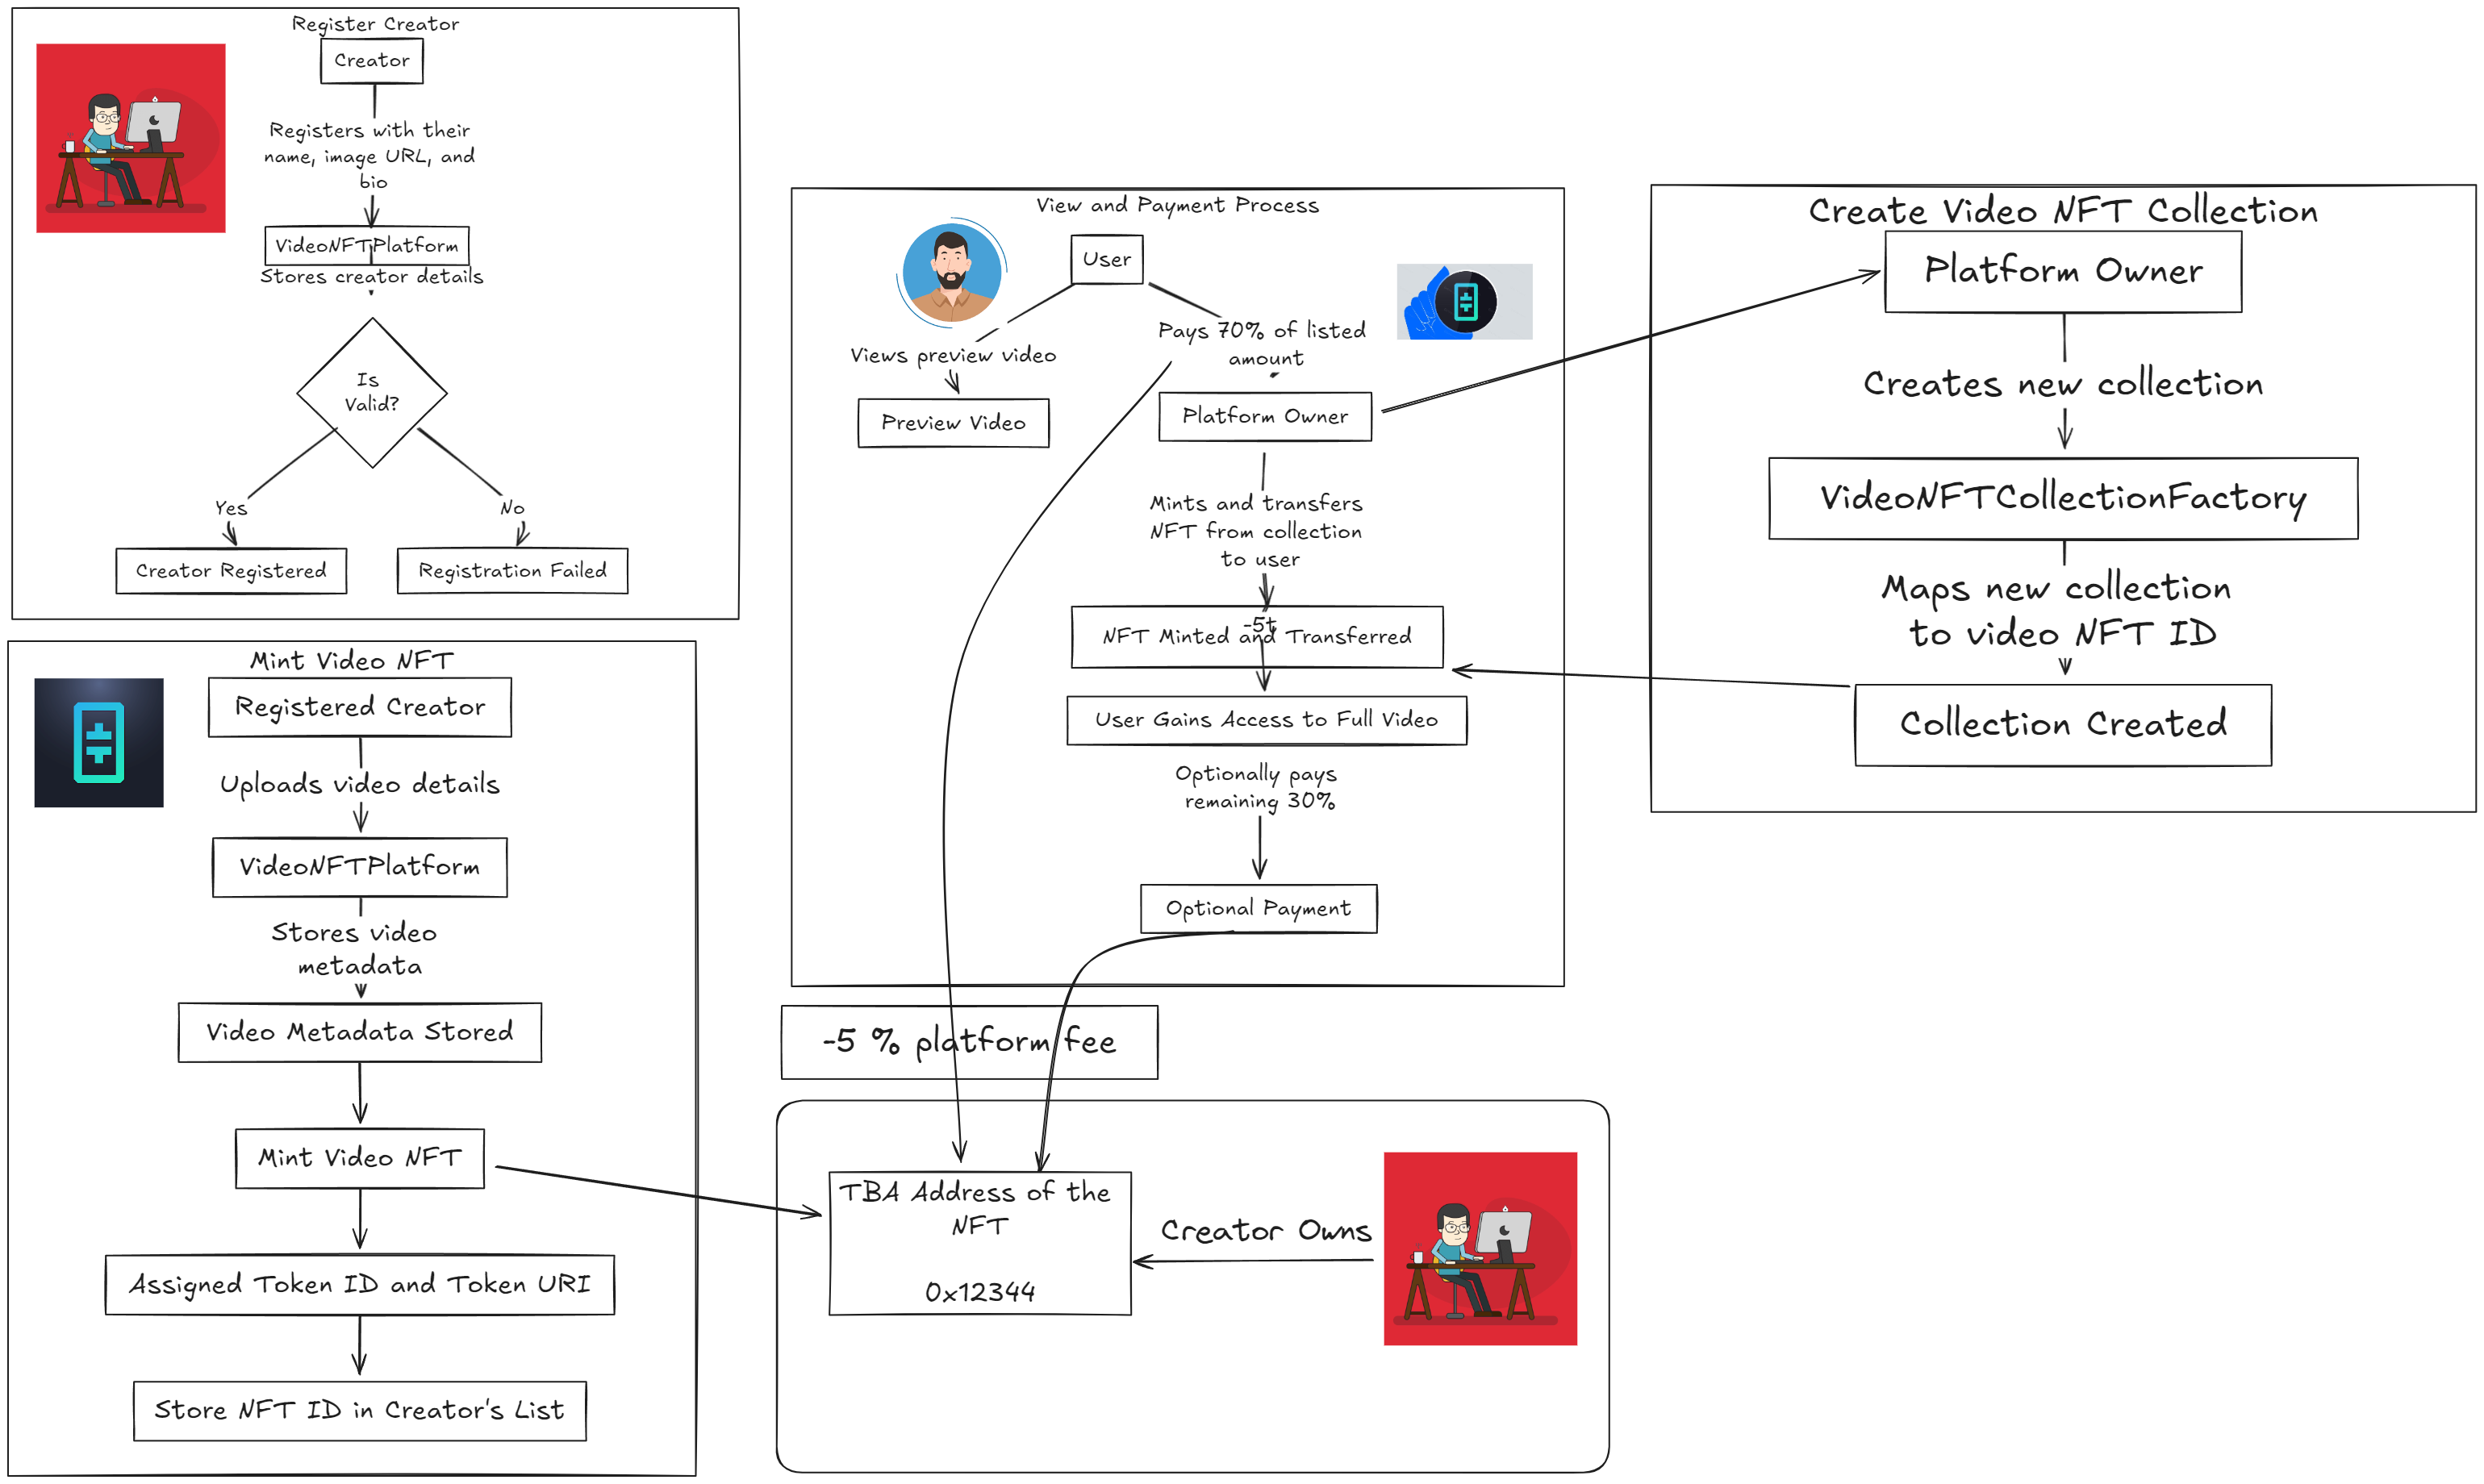 Register Creator
Creator
Registers with their
name, image URL, and
bio
VideoNFTPlatform
Stores creator details
Is
Valid?
Yes
No
Creator Registered
Registration Failed
Mint Video NFT
Registered Creator
Uploads video details
VideoNFTPlatform
Stores video
metadata
Video Metadata Stored
Mint Video NFT
Assigned Token ID and Token URI
Store NFT ID in Creator's List
View and Payment Process
User
Views preview video
Preview Video
Pays 70% of listed
amount
Platform Owner
Mints and transfers
NFT from collection
to user
-5t
NFT Minted and Transferred
User Gains Access to Full Video
Optionally pays
remaining 30%
Optional Payment
-5 % platform fee
TBA Address of the
NFT
0x12344
Creator Owns
Create Video NFT Collection
Platform Owner
Creates new collection
VideoNFTCollectionFactory
Maps new collection
to video NFT ID
Collection Created